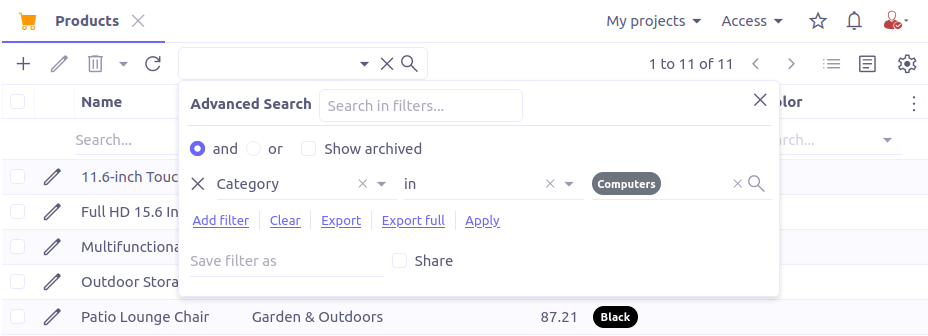 Products My projects Access
1 to 11 of 11
Name olor
Advanced Search Search in filters...
Search... arch...
and or Show archived
11.6-inch Touc Category in Computers
Full HD 15.6 In
Add filter Clear Export Export full Apply
Multifunctiona
Save filter as Share
Outdoor Stora
Patio Lounge Chair Garden & Outdoors 87.21 Black